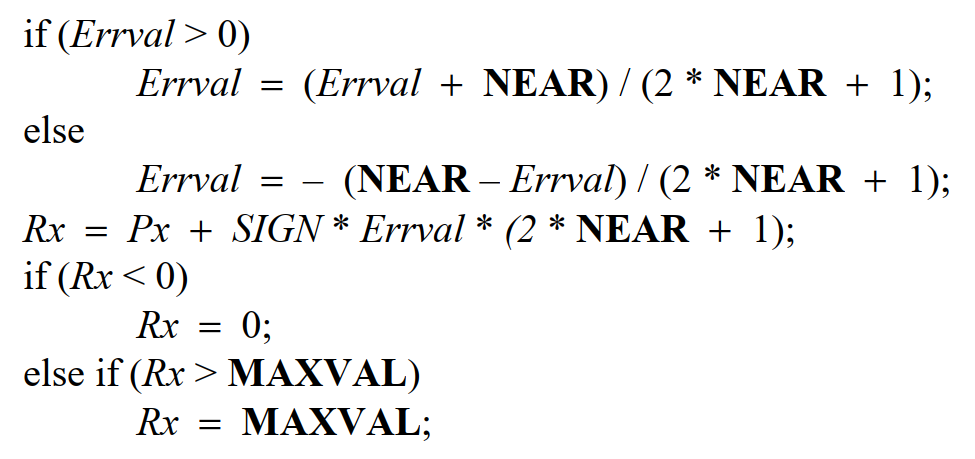 if (Errval > 0)
Errval = (Errval + NEAR) / (2 * NEAR + 1);
else
Errval = – (NEAR – Errval) / (2 * NEAR + 1);
Rx = Px + SIGN * Errval * (2 * NEAR + 1);
if (Rx < 0)
Rx = 0;
else if (Rx > MAXVAL)
Rx = MAXVAL;